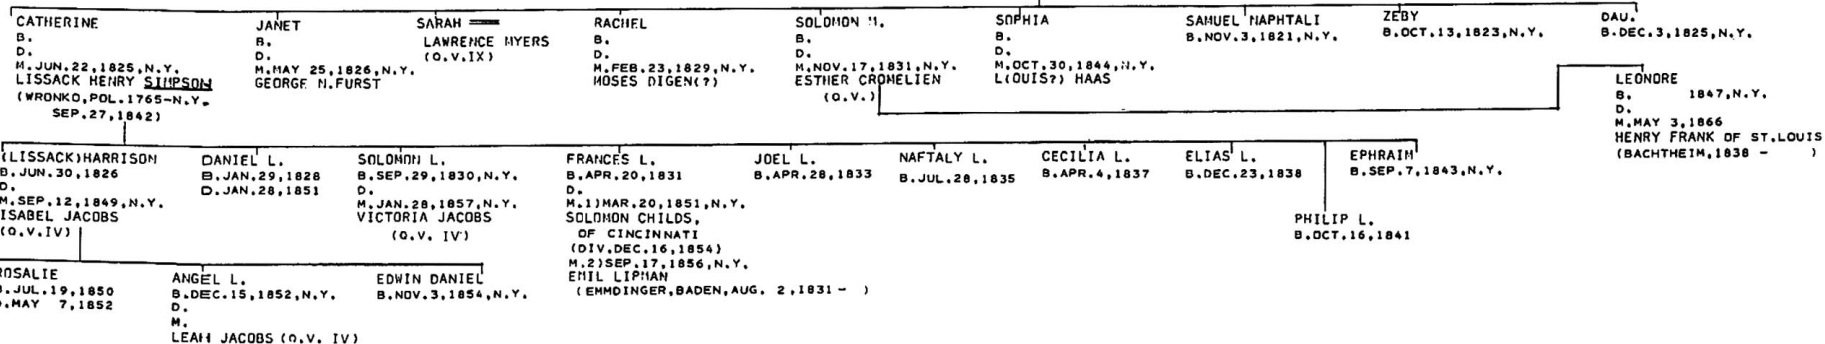 CATHERINE
B.
D.
M.JUN.22,1825,N.Y.
LISSACK HENRY SIMPSON
(WRONKO,POL.1765-N.Y.
SEP.27,1842)
JANET
B.
D.
M.MAY 25,1826,N.Y.
GEORGE N.FURST
SARAH
LAWRENCE MYERS
(Q.V.IX)
RACHEL
B.
D.
M.FEB.23,1829,N.Y.
MOSES DIGEN(?)
SOLOMON M.
B.
D.
M.NOV.17,1831,N.Y.
ESTHER CROMELIEN
(Q.V.)
SOPHIA
B.
D.
M.OCT.30,1844,N.Y.
L(OUIS?) HAAS
SAMUEL NAPHTALI
B.NOV.3,1821,N.Y.
ZEBY
B.OCT.13,1823,N.Y.
DAU.
B.DEC.3,1825,N.Y.
LEONORE
B. 1847,N.Y.
D.
M.MAY 3,1866
HENRY FRANK OF ST.LOUIS
(BACHTHEIM,1838 - )
(LISSACK)HARRISON
B.JUN.30,1826
D.
M.SEP.12,1849,N.Y.
ISABEL JACOBS
(Q.V.IV)
DANIEL L.
B.JAN.29,1828
D.JAN.28,1851
SOLOMON L.
B.SEP.29,1830,N.Y.
D.
M.JAN.28,1857,N.Y.
VICTORIA JACOBS
(Q.V. IV)
FRANCES L.
B.APR.20,1831
D.
M.1)MAR.20,1851,N.Y.
SOLOMON CHILDS,
OF CINCINNATI
(DIV.DEC.16,1854)
M.2)SEP.17,1856,N.Y.
EMIL LIPMAN
(EMMDINGER,BADEN,AUG. 2,1831 - )
JOEL L.
B.APR.28,1833
NAFTALY L.
B.JUL.28,1835
CECILIA L.
B.APR.4,1837
ELIAS L.
B.DEC.23,1838
EPHRAIM
B.SEP.7,1843,N.Y.
PHILIP L.
B.OCT.16,1841
ROSALIE
B.JUL.19,1850
D.MAY 7,1852
ANGEL L.
B.DEC.15,1852,N.Y.
D.
M.
LEAH JACOBS (Q.V. IV)
EDWIN DANIEL
B.NOV.3,1854,N.Y.